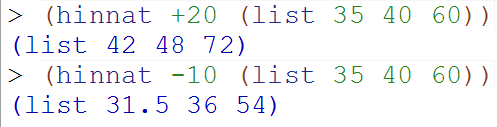 > (hinnat +20 (list 35 40 60))
(list 42 48 72)
> (hinnat -10 (list 35 40 60))
(list 31.5 36 54)